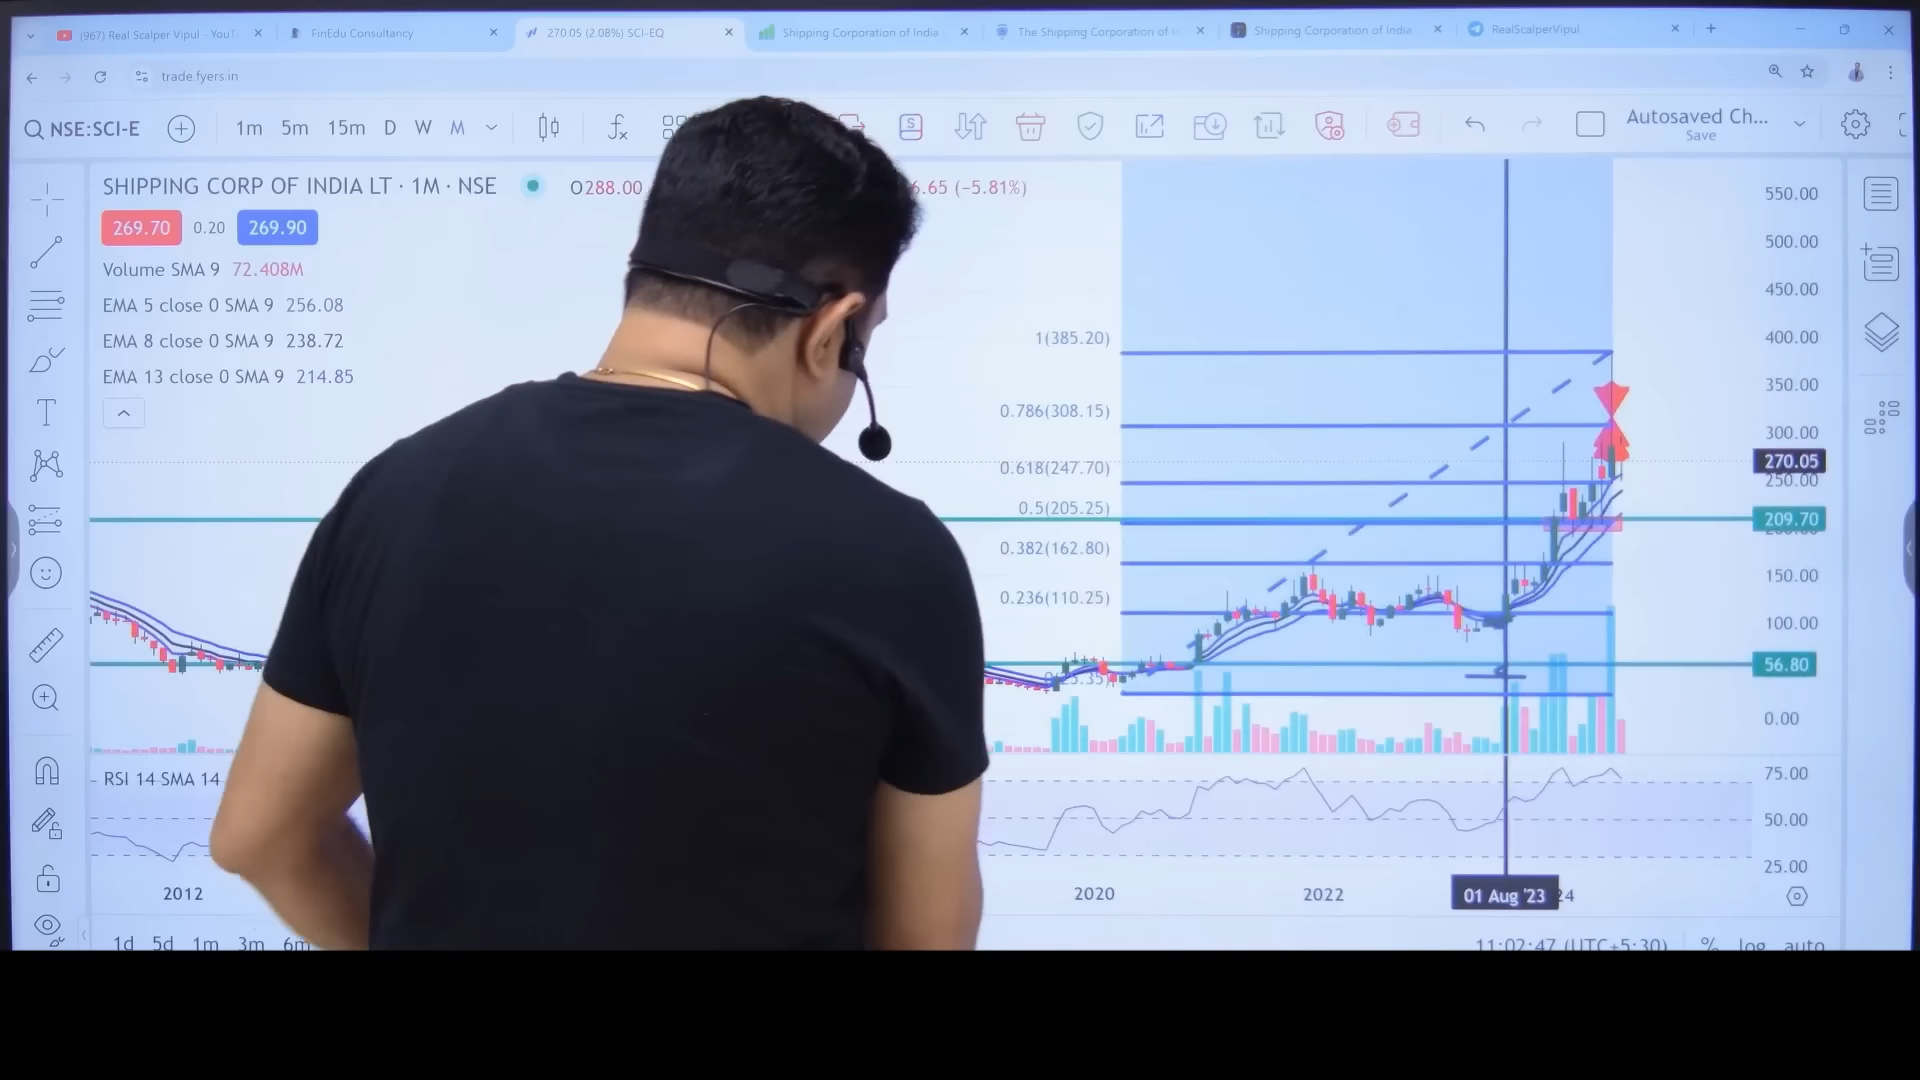 (967) Real Scalper Vipul - YouT
FinEdu Consultancy
270.05 (2.08%) SCI-EQ
Shipping Corporation of India
The Shipping Corporation of In
Shipping Corporation of India
RealScalperVipul
trade.fyers.in
NSE:SCI-E
1m 5m 15m D W M
fx
S
Autosaved Ch...
Save
SHIPPING CORP OF INDIA LT · 1M · NSE
O288.00
6.65 (−5.81%)
269.70 0.20 269.90
Volume SMA 9 72.408M
EMA 5 close 0 SMA 9 256.08
EMA 8 close 0 SMA 9 238.72
EMA 13 close 0 SMA 9 214.85
1(385.20)
0.786(308.15)
0.618(247.70)
0.5(205.25)
0.382(162.80)
0.236(110.25)
0(25.35)
550.00
500.00
450.00
400.00
350.00
300.00
270.05
250.00
209.70
200.00
150.00
100.00
56.80
0.00
RSI 14 SMA 14
75.00
50.00
25.00
2012
2020
2022
01 Aug '23
24
1d 5d 1m 3m 6m
11:02:47 (UTC+5:30) % log auto